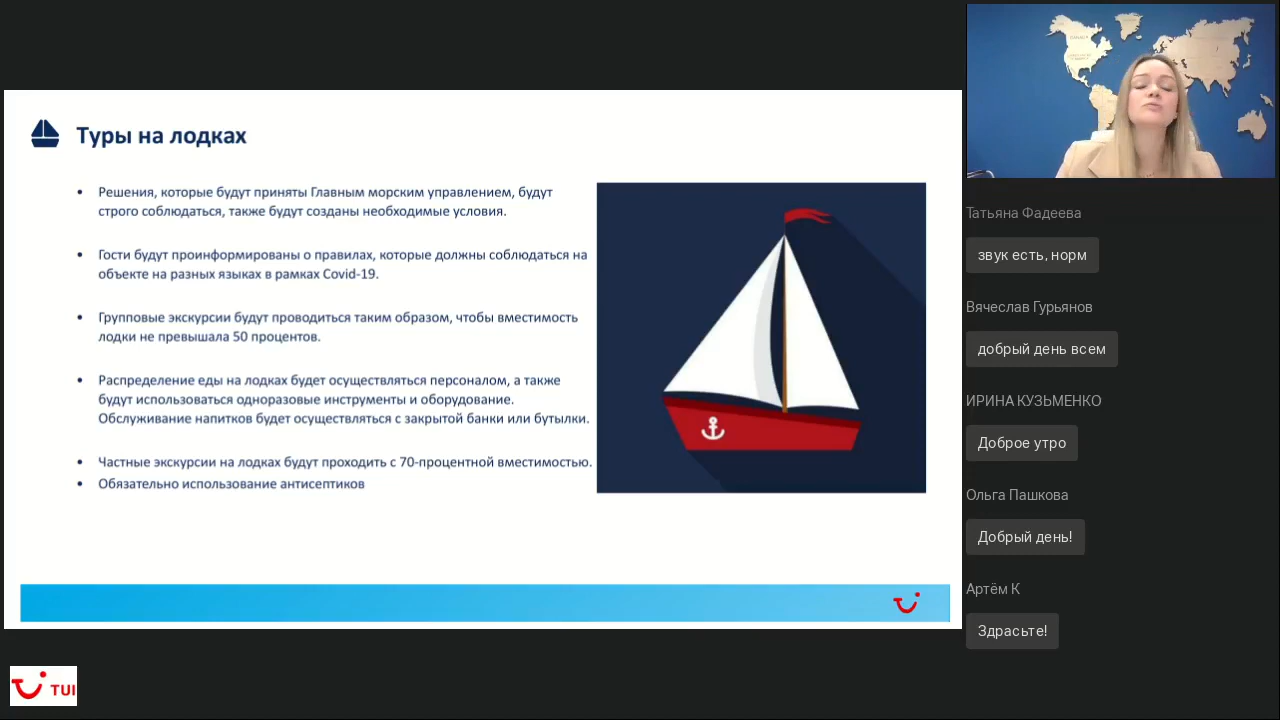 Туры на лодках
• Решения, которые будут приняты Главным морским управлением, будут
строго соблюдаться, также будут созданы необходимые условия.
• Гости будут проинформированы о правилах, которые должны соблюдаться на
объекте на разных языках в рамках Covid-19.
• Групповые экскурсии будут проводиться таким образом, чтобы вместимость
лодки не превышала 50 процентов.
• Распределение еды на лодках будет осуществляться персоналом, а также
будут использоваться одноразовые инструменты и оборудование.
Обслуживание напитков будет осуществляться с закрытой банки или бутылки.
• Частные экскурсии на лодках будут проходить с 70-процентной вместимостью.
• Обязательно использование антисептиков
TUI
Татьяна Фадеева
звук есть, норм
Вячеслав Гурьянов
добрый день всем
ИРИНА КУЗЬМЕНКО
Доброе утро
Ольга Пашкова
Добрый день!
Артём К
Здрасьте!